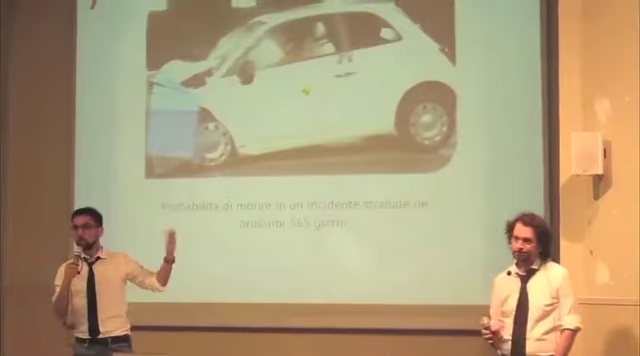 Probabilità di morire in un incidente stradale nei
prossimi 365 giorni